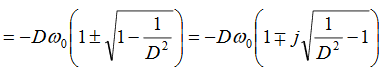 = −Dω₀(1 ± √(1 − 1/D²)) = −Dω₀(1 ∓ j√(1/D² − 1))